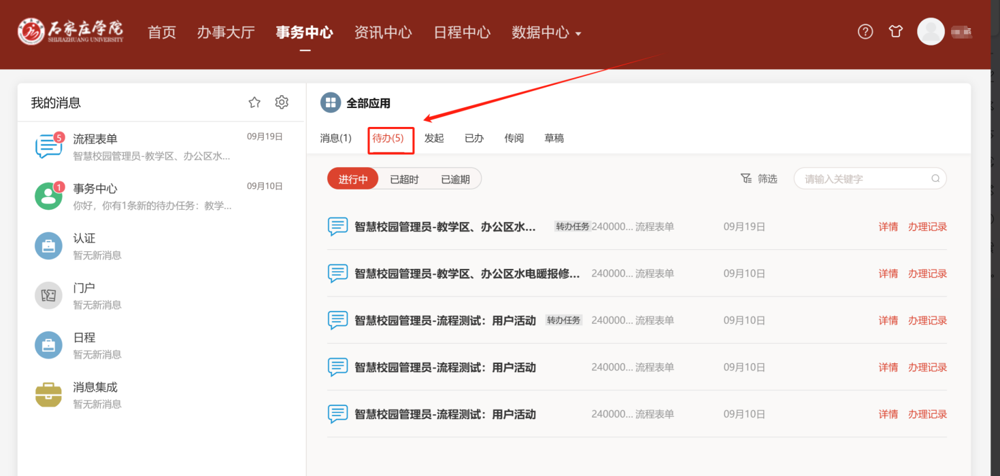 石家庄学院
SHIJIAZHUANG UNIVERSITY
首页 办事大厅 事务中心 资讯中心 日程中心 数据中心
我的消息
流程表单 09月19日
5
智慧校园管理员-教学区、办公区水...
事务中心 09月10日
1
你好，你有1条新的待办任务：教学...
认证
暂无新消息
门户
暂无新消息
日程
暂无新消息
消息集成
暂无新消息
全部应用
消息(1) 待办(5) 发起 已办 传阅 草稿
进行中 已超时 已逾期 筛选 请输入关键字
智慧校园管理员-教学区、办公区水... 转办任务 240000... 流程表单 09月19日 详情 办理记录
智慧校园管理员-教学区、办公区水电暖报修... 240000... 流程表单 09月10日 详情 办理记录
智慧校园管理员-流程测试：用户活动 转办任务 240000... 流程表单 09月10日 详情 办理记录
智慧校园管理员-流程测试：用户活动 240000... 流程表单 09月10日 详情 办理记录
智慧校园管理员-流程测试：用户活动 240000... 流程表单 09月10日 详情 办理记录